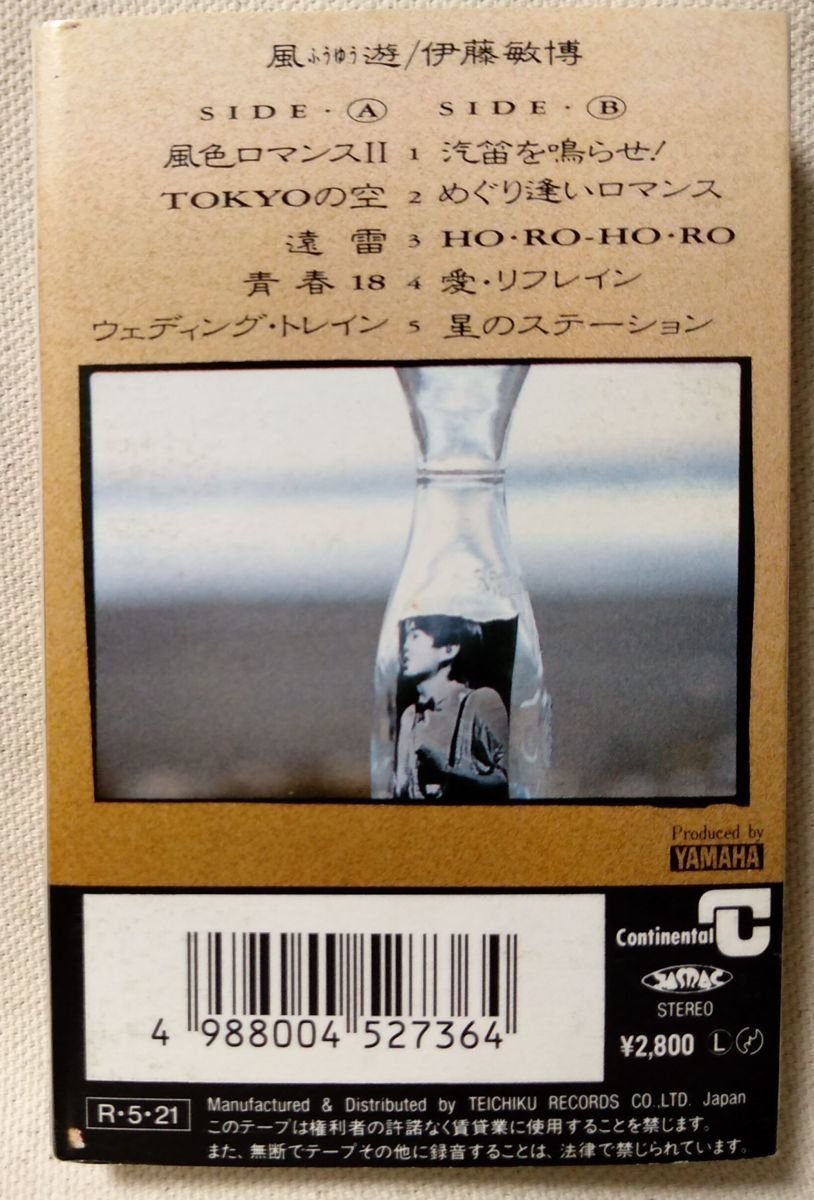 風ふうゆう遊/伊藤敏博
SIDE・A SIDE・B
風色ロマンスII 1 汽笛を鳴らせ!
TOKYOの空 2 めぐり逢いロマンス
遠雷 3 HO・RO-HO・RO
青春18 4 愛・リフレイン
ウェディング・トレイン 5 星のステーション
Produced by
YAMAHA
Continental
JASRAC
STEREO
¥2,800 L
4 988004 527364
R・5・21
Manufactured & Distributed by TEICHIKU RECORDS CO.,LTD. Japan
このテープは権利者の許諾なく賃貸業に使用することを禁じます。
また、無断でテープその他に録音することは、法律で禁じられています。